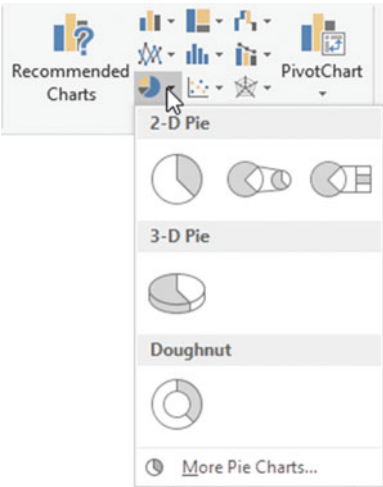 Recommended
Charts
PivotChart
2-D Pie
3-D Pie
Doughnut
More Pie Charts...